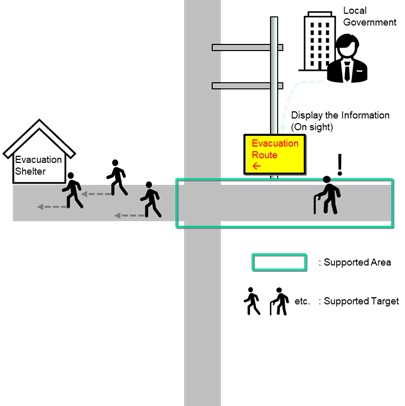 Local
Government
Display the Information
(On sight)
Evacuation
Route
←
!
Evacuation
Shelter
: Supported Area
etc. : Supported Target